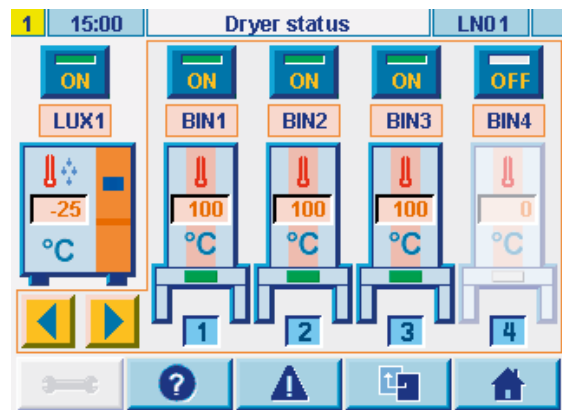 1 15:00 Dryer status LN01
ON ON ON ON OFF
LUX1 BIN1 BIN2 BIN3 BIN4
-25 100 100 100 0
°C °C °C °C °C
1 2 3 4
?